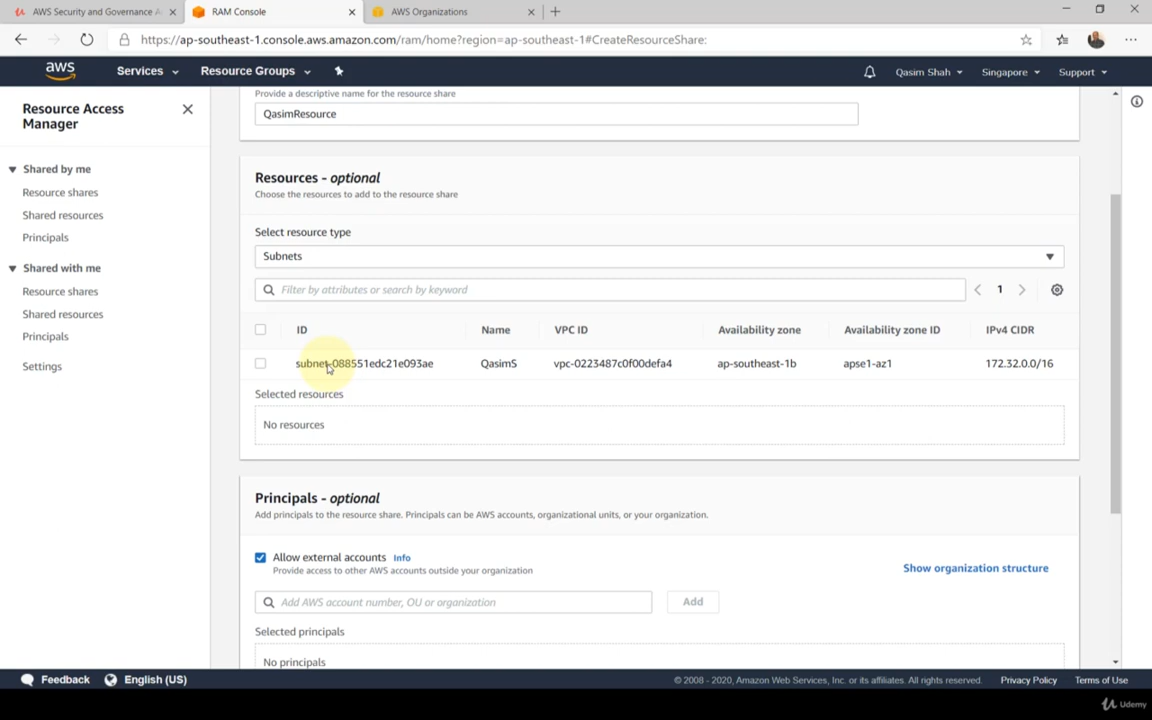 AWS Security and Governance A
RAM Console
AWS Organizations
https://ap-southeast-1.console.aws.amazon.com/ram/home?region=ap-southeast-1#CreateResourceShare:
aws
Services
Resource Groups
Qasim Shah
Singapore
Support
Resource Access
Manager
Shared by me
Resource shares
Shared resources
Principals
Shared with me
Resource shares
Shared resources
Principals
Settings
Provide a descriptive name for the resource share
QasimResource
Resources - optional
Choose the resources to add to the resource share
Select resource type
Subnets
Filter by attributes or search by keyword
1
ID Name VPC ID Availability zone Availability zone ID IPv4 CIDR
subnet-088551edc21e093ae QasimS vpc-0223487c0f00defa4 ap-southeast-1b apse1-az1 172.32.0.0/16
Selected resources
No resources
Principals - optional
Add principals to the resource share. Principals can be AWS accounts, organizational units, or your organization.
Allow external accounts Info
Provide access to other AWS accounts outside your organization
Show organization structure
Add AWS account number, OU or organization
Add
Selected principals
No principals
Feedback
English (US)
© 2008 - 2020, Amazon Web Services, Inc. or its affiliates. All rights reserved.
Privacy Policy
Terms of Use
Udemy